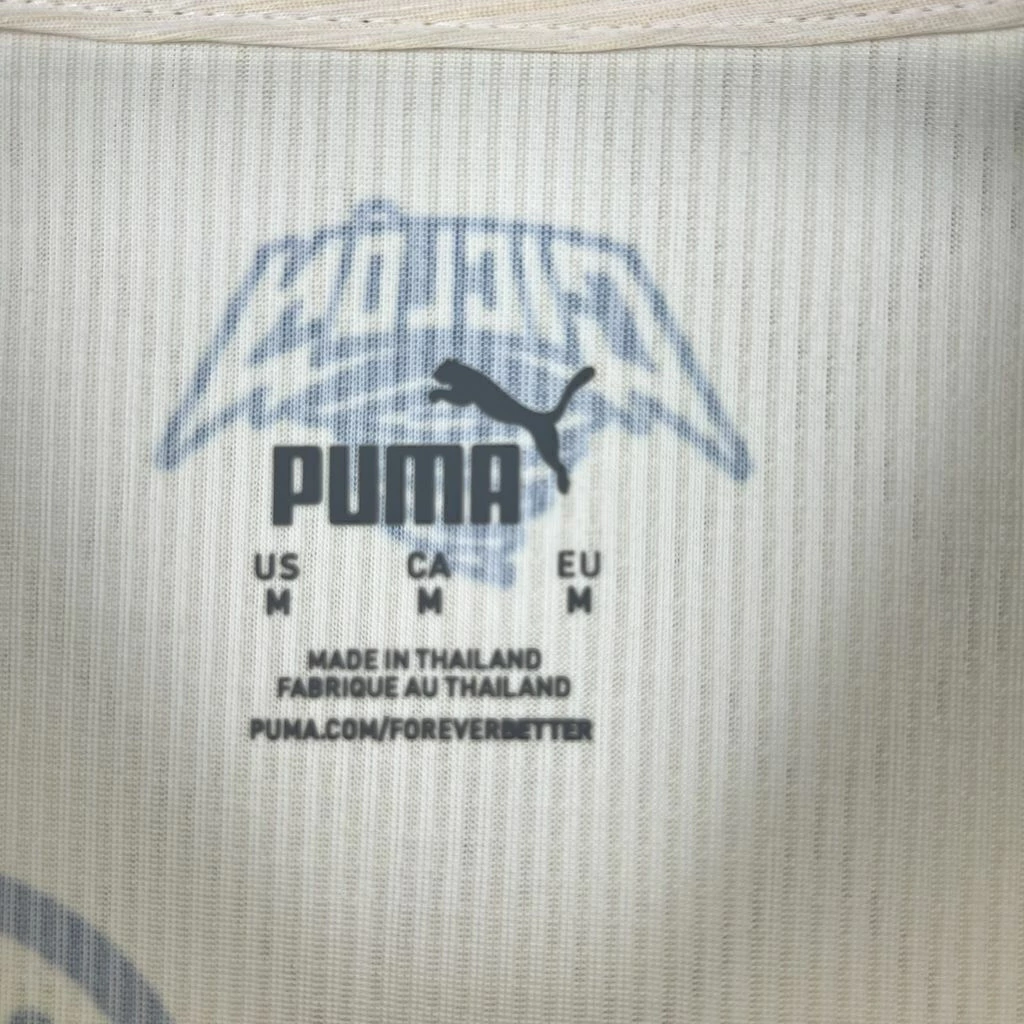 PUMA
US CA EU
M M M
MADE IN THAILAND
FABRIQUE AU THAILAND
PUMA.COM/FOREVERBETTER